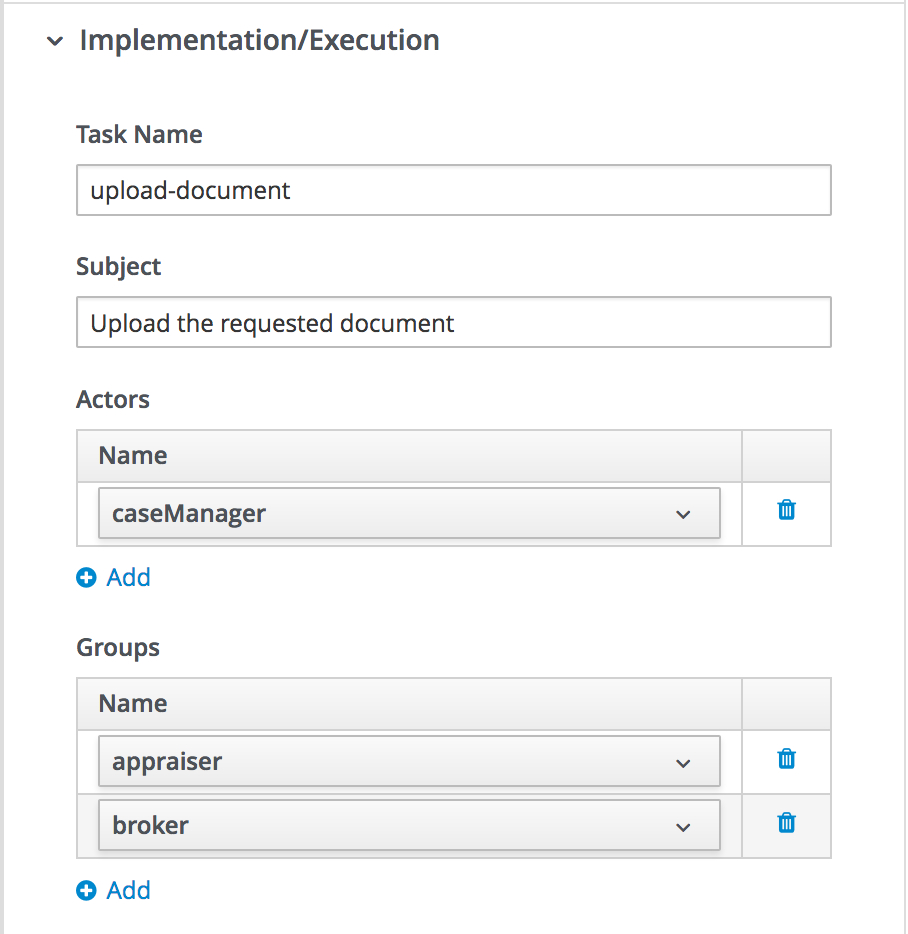 Implementation/Execution
Task Name
upload-document
Subject
Upload the requested document
Actors
Name
caseManager
Add
Groups
Name
appraiser
broker
Add